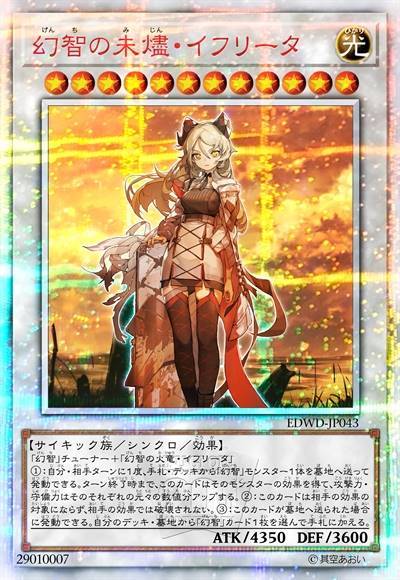 幻智の未燼・イフリータ
光
EDWD-JP043
【サイキック族／シンクロ／効果】
「幻智」チューナー＋「幻智の火竜・イフリータ」
①：自分・相手ターンに1度、手札・デッキから「幻智」モンスター1体を墓地へ送って
発動できる。ターン終了時まで、このカードはそのモンスターの効果を得て、攻撃力・
守備力はそのそれぞれの元々の数値分アップする。②：このカードは相手の効果の
対象にならず、相手の効果では破壊されない。③：このカードが墓地へ送られた場合
に発動できる。自分のデッキ・墓地から「幻智」カード1枚を選んで手札に加える。
ATK/4350 DEF/3600
29010007 ©其空あおい